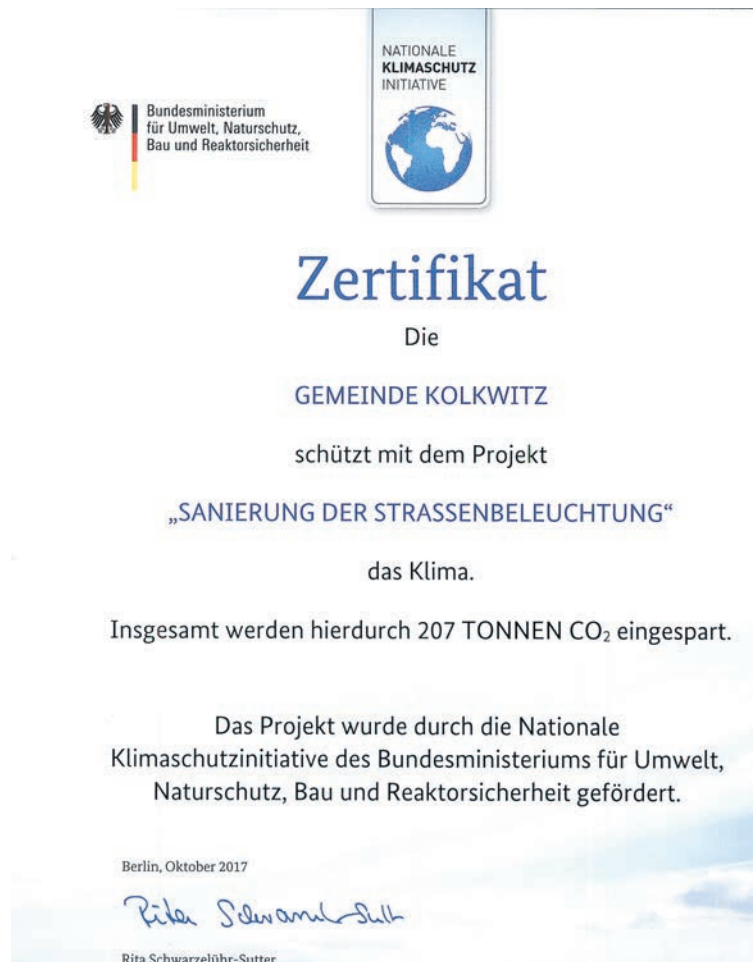 NATIONALE
KLIMASCHUTZ
INITIATIVE
Bundesministerium
für Umwelt, Naturschutz,
Bau und Reaktorsicherheit
Zertifikat
Die
GEMEINDE KOLKWITZ
schützt mit dem Projekt
„SANIERUNG DER STRASSENBELEUCHTUNG“
das Klima.
Insgesamt werden hierdurch 207 TONNEN CO₂ eingespart.
Das Projekt wurde durch die Nationale
Klimaschutzinitiative des Bundesministeriums für Umwelt,
Naturschutz, Bau und Reaktorsicherheit gefördert.
Berlin, Oktober 2017
Rita Schwarzelühr-Sutter